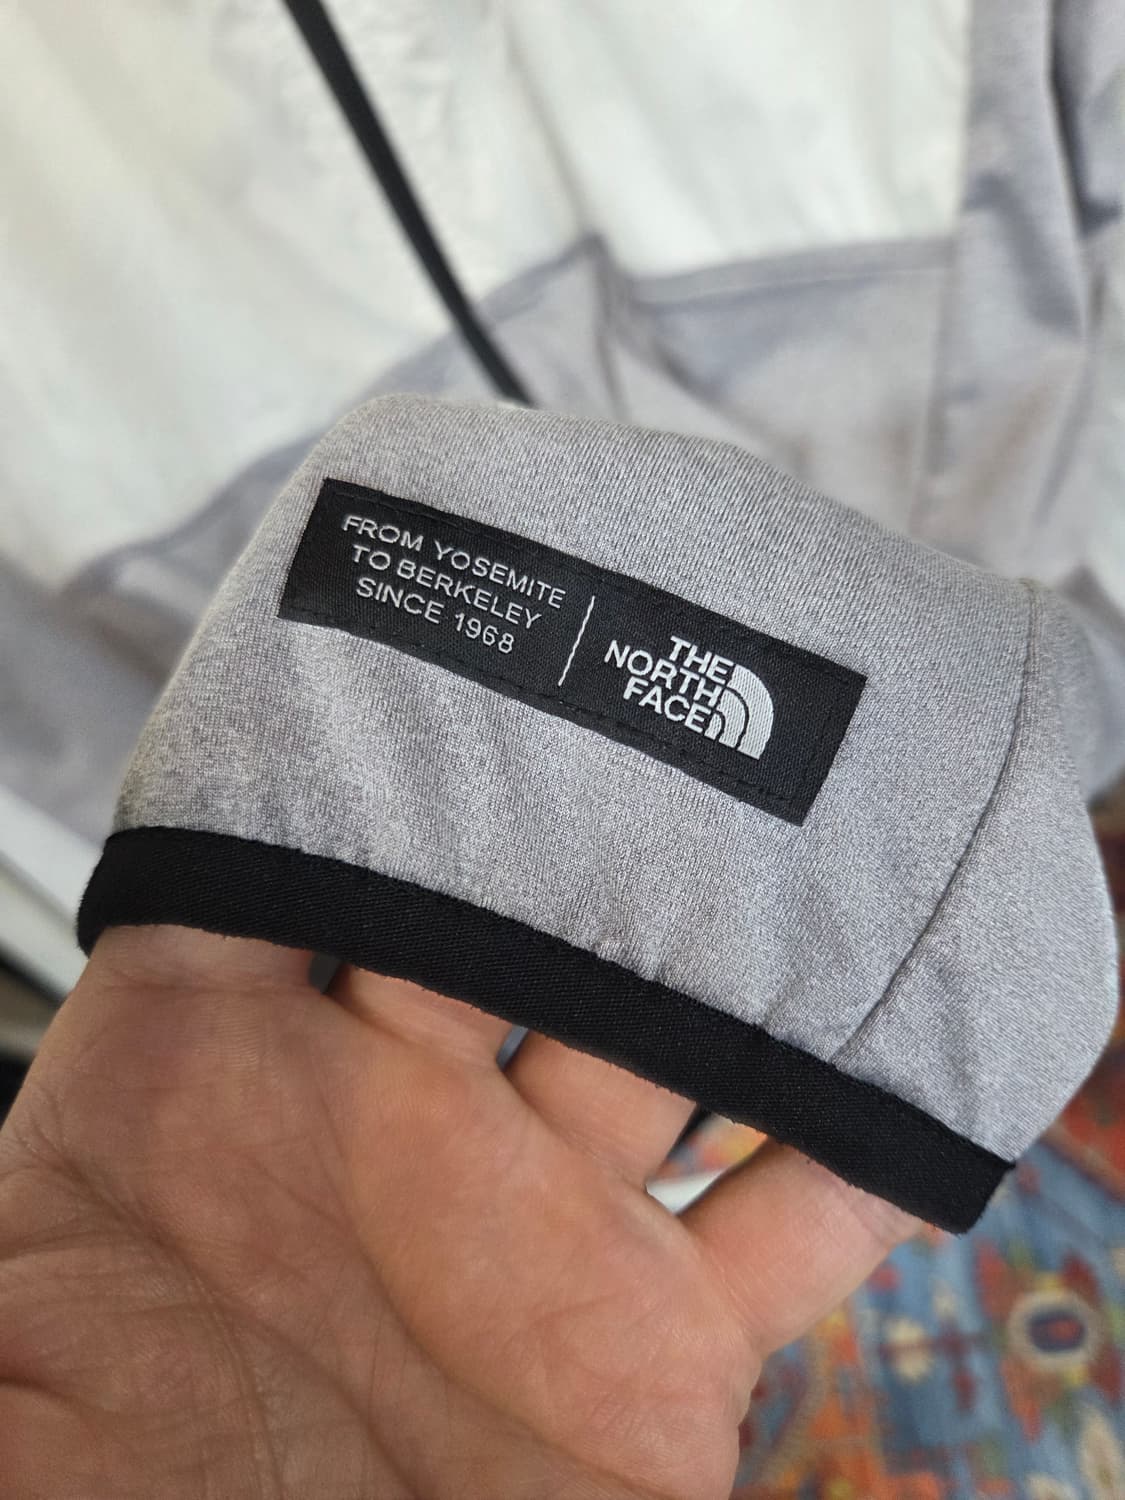 FROM YOSEMITE
TO BERKELEY
SINCE 1968
THE
NORTH
FACE